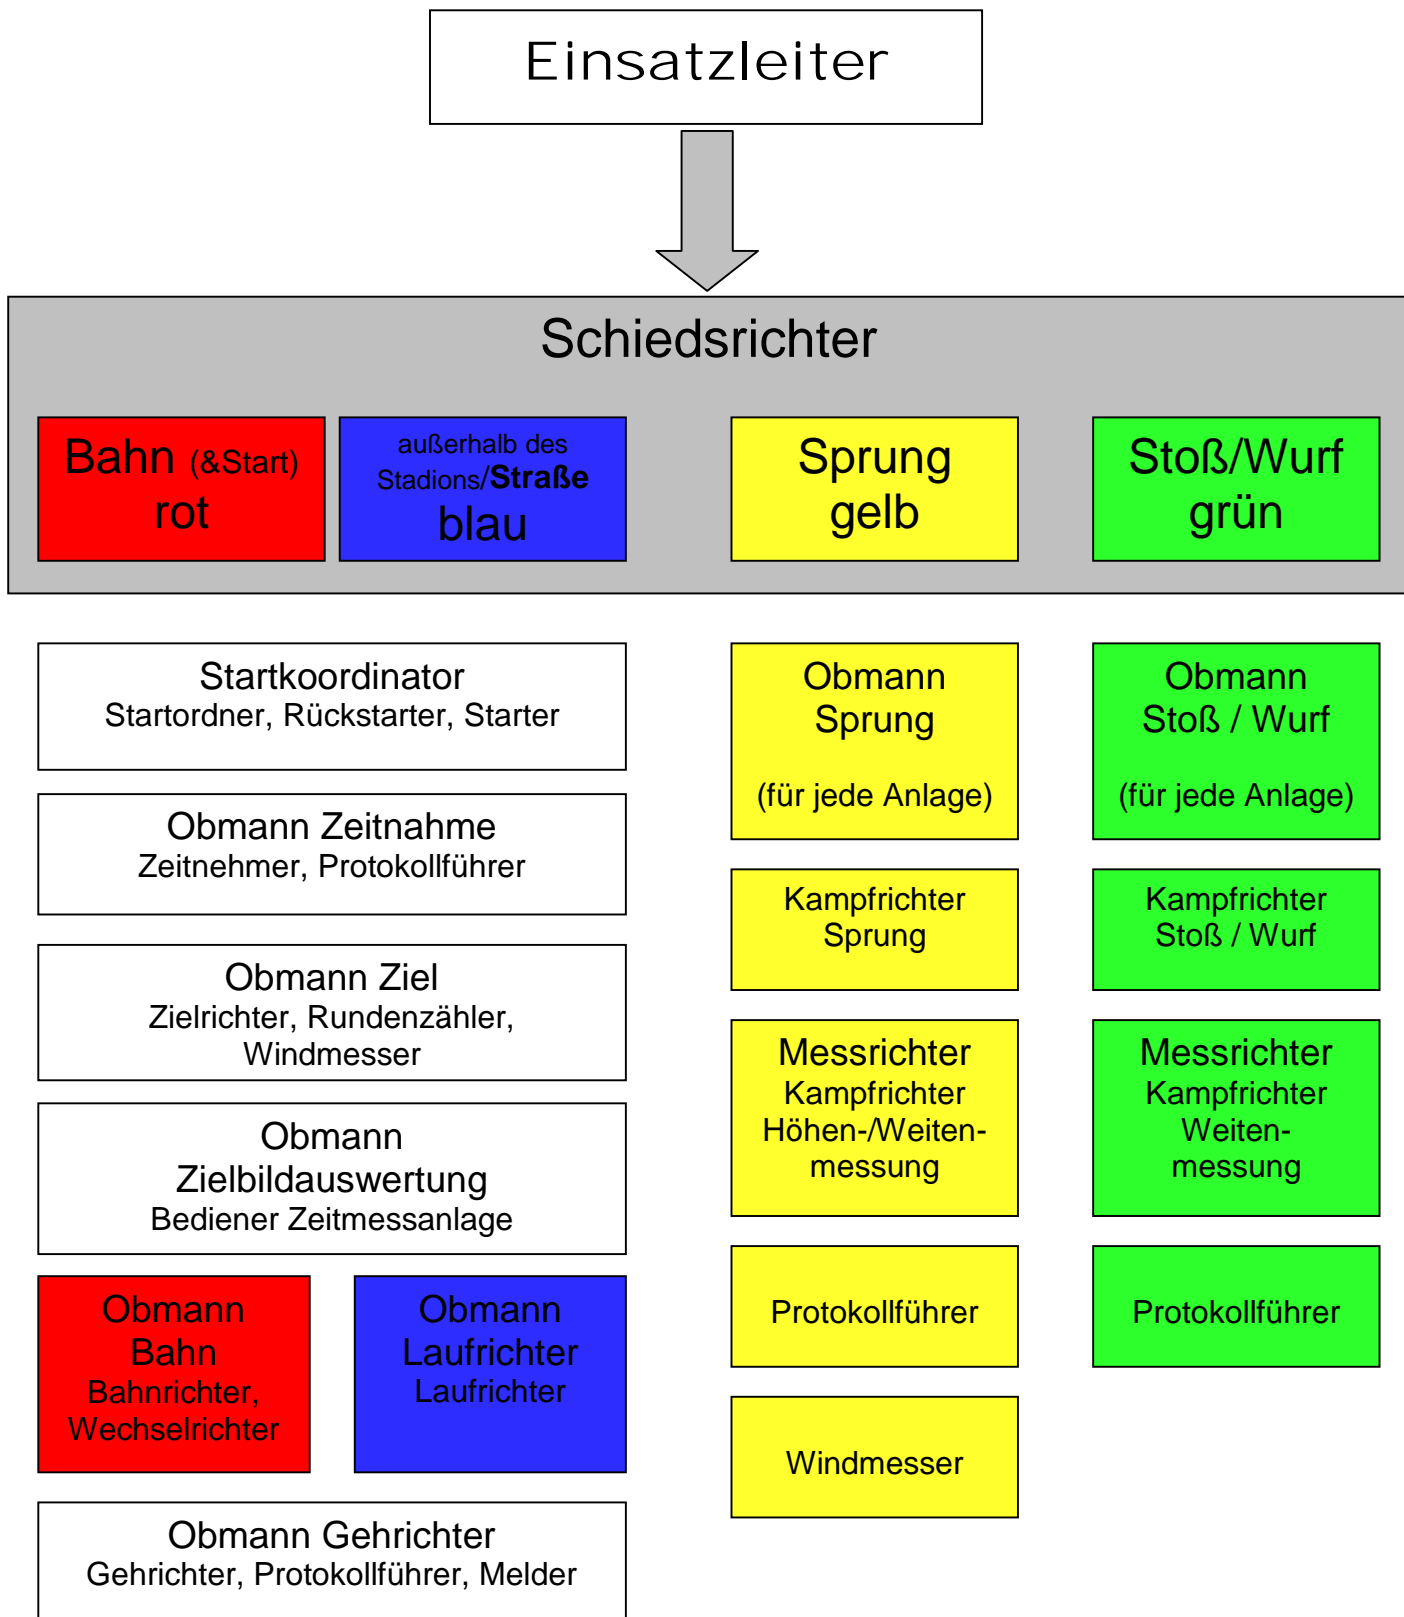 Einsatzleiter
Schiedsrichter
Bahn (&Start)
rot
außerhalb des
Stadions/Straße
blau
Sprung
gelb
Stoß/Wurf
grün
Startkoordinator
Startordner, Rückstarter, Starter
Obmann Zeitnahme
Zeitnehmer, Protokollführer
Obmann Ziel
Zielrichter, Rundenzähler,
Windmesser
Obmann
Zielbildauswertung
Bediener Zeitmessanlage
Obmann
Bahn
Bahnrichter,
Wechselrichter
Obmann
Laufrichter
Laufrichter
Obmann Gehrichter
Gehrichter, Protokollführer, Melder
Obmann
Sprung
(für jede Anlage)
Kampfrichter
Sprung
Messrichter
Kampfrichter
Höhen-/Weiten-
messung
Protokollführer
Windmesser
Obmann
Stoß / Wurf
(für jede Anlage)
Kampfrichter
Stoß / Wurf
Messrichter
Kampfrichter
Weiten-
messung
Protokollführer